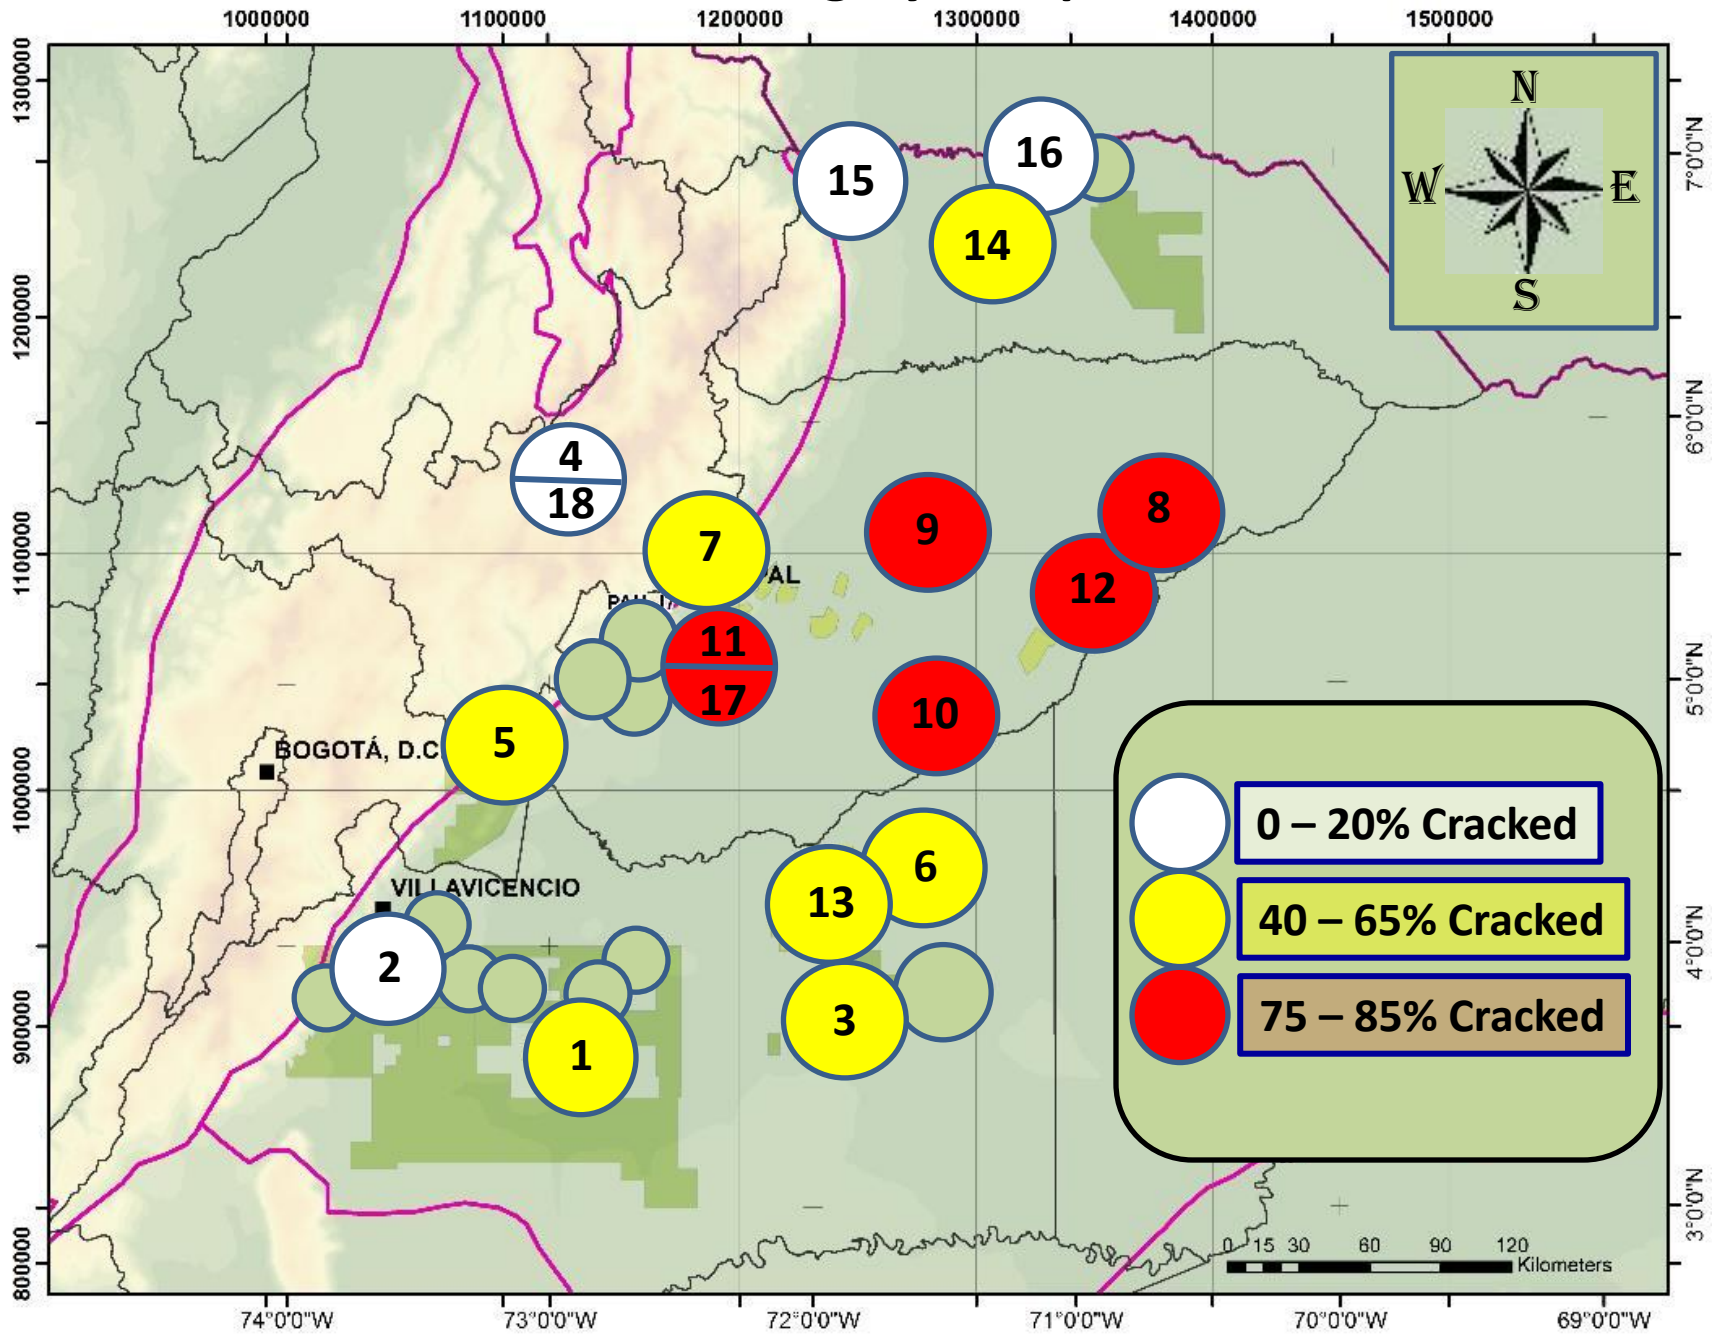 1000000 1100000 1200000 1300000 1400000 1500000
1300000
1200000
1100000
1000000
900000
800000
7°0'0"N
6°0'0"N
5°0'0"N
4°0'0"N
3°0'0"N
N
W E
S
16
15
14
4
18
7
9
8
12
PAL
11
17
10
5
BOGOTÁ, D.C.
6
13
VILLAVICENCIO
2
3
1
0 – 20% Cracked
40 – 65% Cracked
75 – 85% Cracked
0 15 30 60 90 120
Kilometers
74°0'0"W 73°0'0"W 72°0'0"W 71°0'0"W 70°0'0"W 69°0'0"W